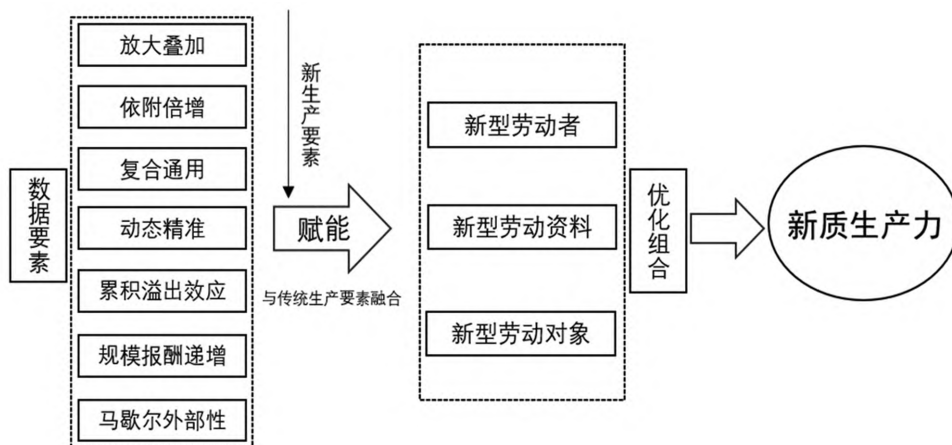 数据要素
放大叠加
依附倍增
复合通用
动态精准
累积溢出效应
规模报酬递增
马歇尔外部性
新生产要素
赋能
与传统生产要素融合
新型劳动者
新型劳动资料
新型劳动对象
优化组合
新质生产力